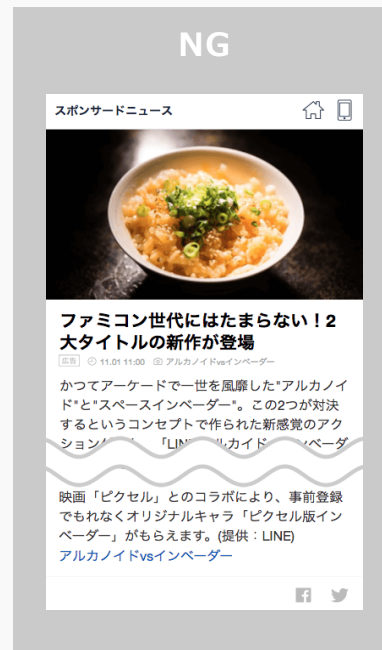 NG
スポンサードニュース
ファミコン世代にはたまらない！2
大タイトルの新作が登場
広告 11.01 11:00 アルカノイドvsインベーダー
かつてアーケードで一世を風靡した"アルカノイ
ド"と"スペースインベーダー"。この2つが対決
するというコンセプトで作られた新感覚のアク
ション
映画「ピクセル」とのコラボにより、事前登録
でもれなくオリジナルキャラ「ピクセル版イン
ベーダー」がもらえます。(提供：LINE)
アルカノイドvsインベーダー